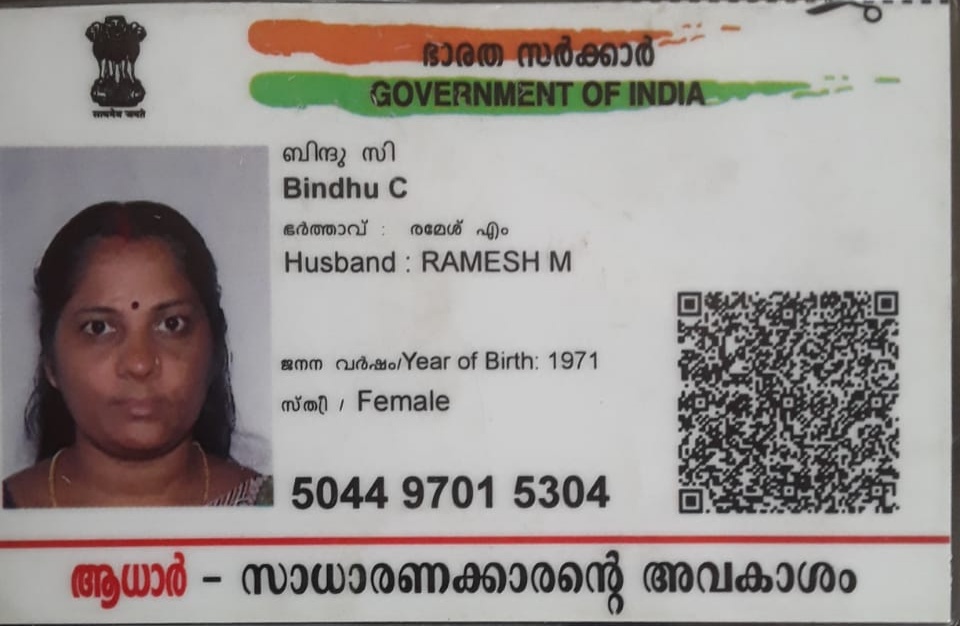 ഭാരത സർക്കാർ
GOVERNMENT OF INDIA
सत्यमेव जयते
ബിന്ദു സി
Bindhu C
ഭർത്താവ് : രമേശ് എം
Husband : RAMESH M
ജനന വർഷം/Year of Birth: 1971
സ്ത്രീ / Female
5044 9701 5304
ആധാർ - സാധാരണക്കാരന്റെ അവകാശം